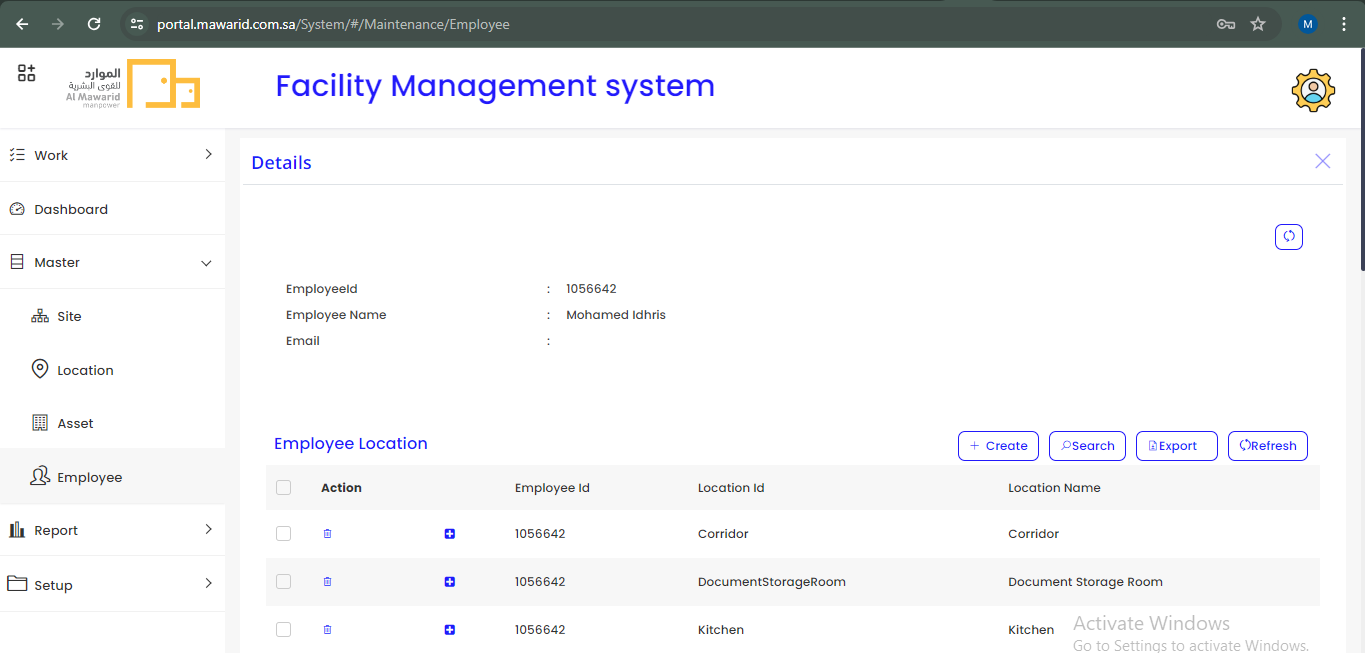 portal.mawarid.com.sa/System/#/Maintenance/Employee
M
الموارد
للقوى البشرية
Al Mawarid
manpower
Facility Management system
Work
Dashboard
Master
Site
Location
Asset
Employee
Report
Setup
Details
EmployeeId : 1056642
Employee Name : Mohamed Idhris
Email :
Employee Location
+ Create Search Export Refresh
Action Employee Id Location Id Location Name
1056642 Corridor Corridor
1056642 DocumentStorageRoom Document Storage Room
1056642 Kitchen Kitchen
Activate Windows
Go to Settings to activate Windows.